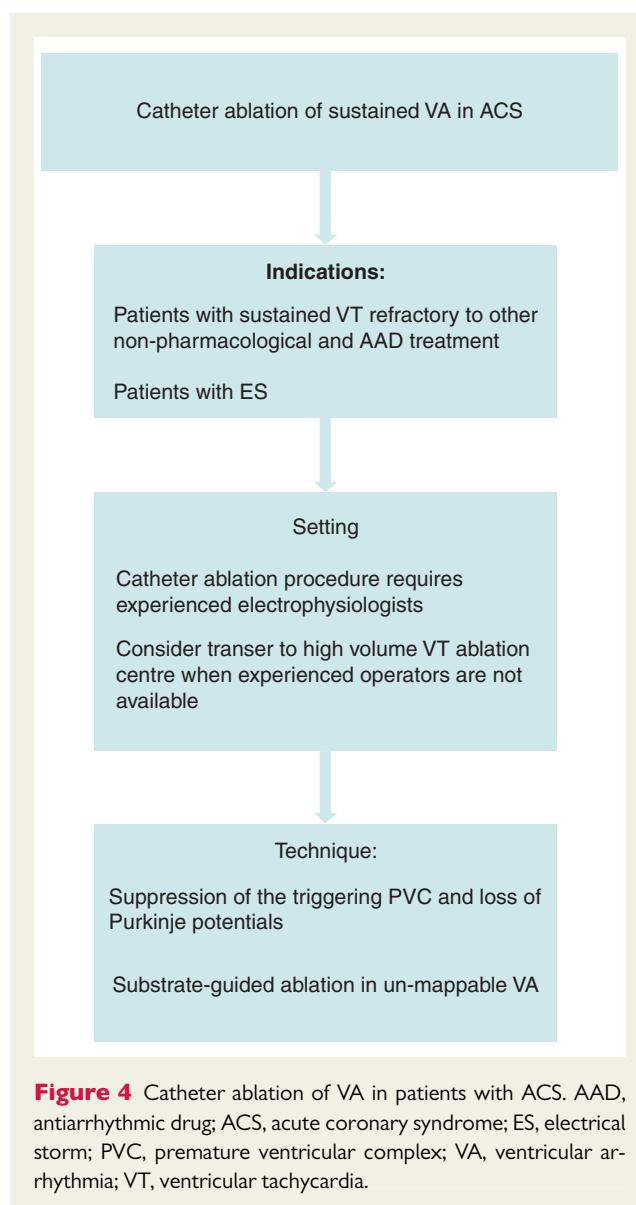 Catheter ablation of sustained VA in ACS
Indications:
Patients with sustained VT refractory to other
non-pharmacological and AAD treatment
Patients with ES
Setting
Catheter ablation procedure requires
experienced electrophysiologists
Consider transer to high volume VT ablation
centre when experienced operators are not
available
Technique:
Suppression of the triggering PVC and loss of
Purkinje potentials
Substrate-guided ablation in un-mappable VA
Figure 4 Catheter ablation of VA in patients with ACS. AAD,
antiarrhythmic drug; ACS, acute coronary syndrome; ES, electrical
storm; PVC, premature ventricular complex; VA, ventricular ar-
rhythmia; VT, ventricular tachycardia.